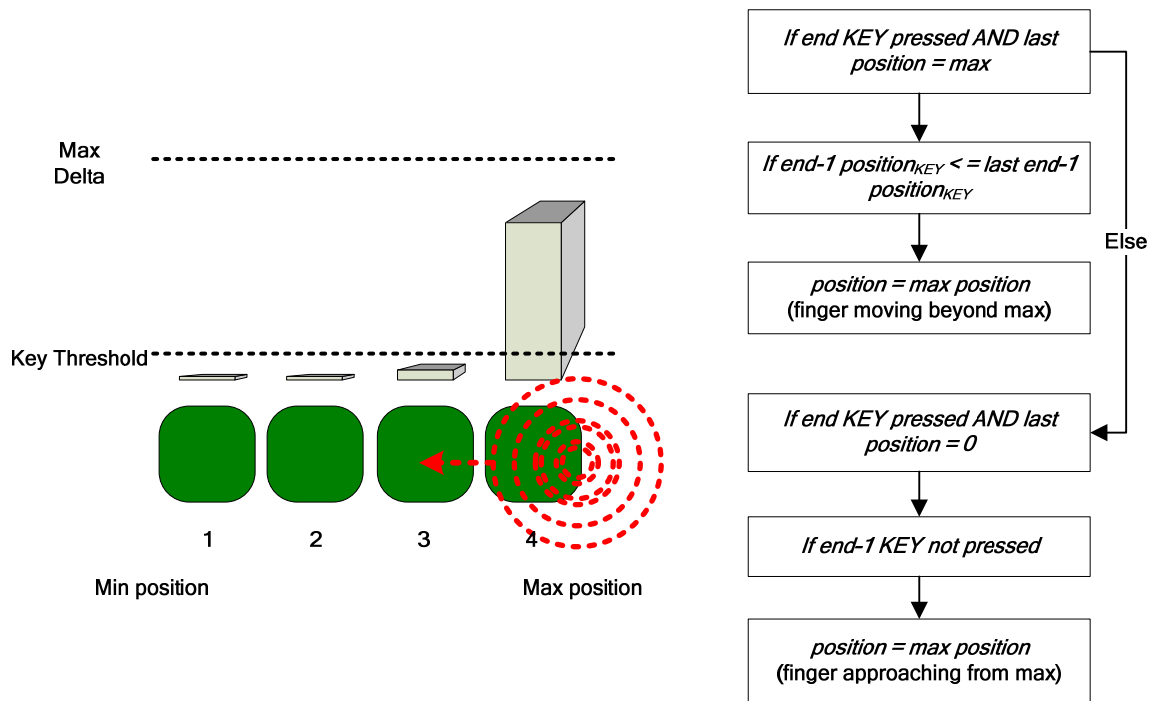 Max
Delta
Key Threshold
1 2 3 4
Min position Max position
If end KEY pressed AND last
position = max
If end-1 positionKEY < = last end-1
positionKEY
Else
position = max position
(finger moving beyond max)
If end KEY pressed AND last
position = 0
If end-1 KEY not pressed
position = max position
(finger approaching from max)